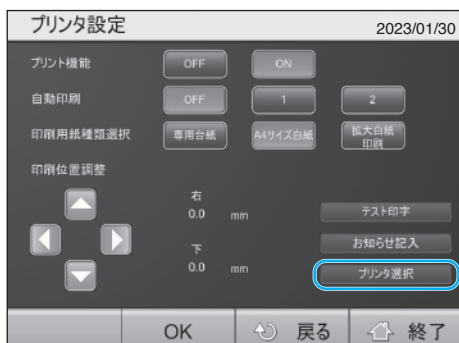 プリンタ設定 2023/01/30
プリント機能 OFF ON
自動印刷 OFF 1 2
印刷用紙種類選択 専用台紙 A4サイズ白紙 拡大白紙
印刷
印刷位置調整
右
0.0 mm
テスト印字
下
お知らせ記入
0.0 mm
プリンタ選択
OK 戻る 終了